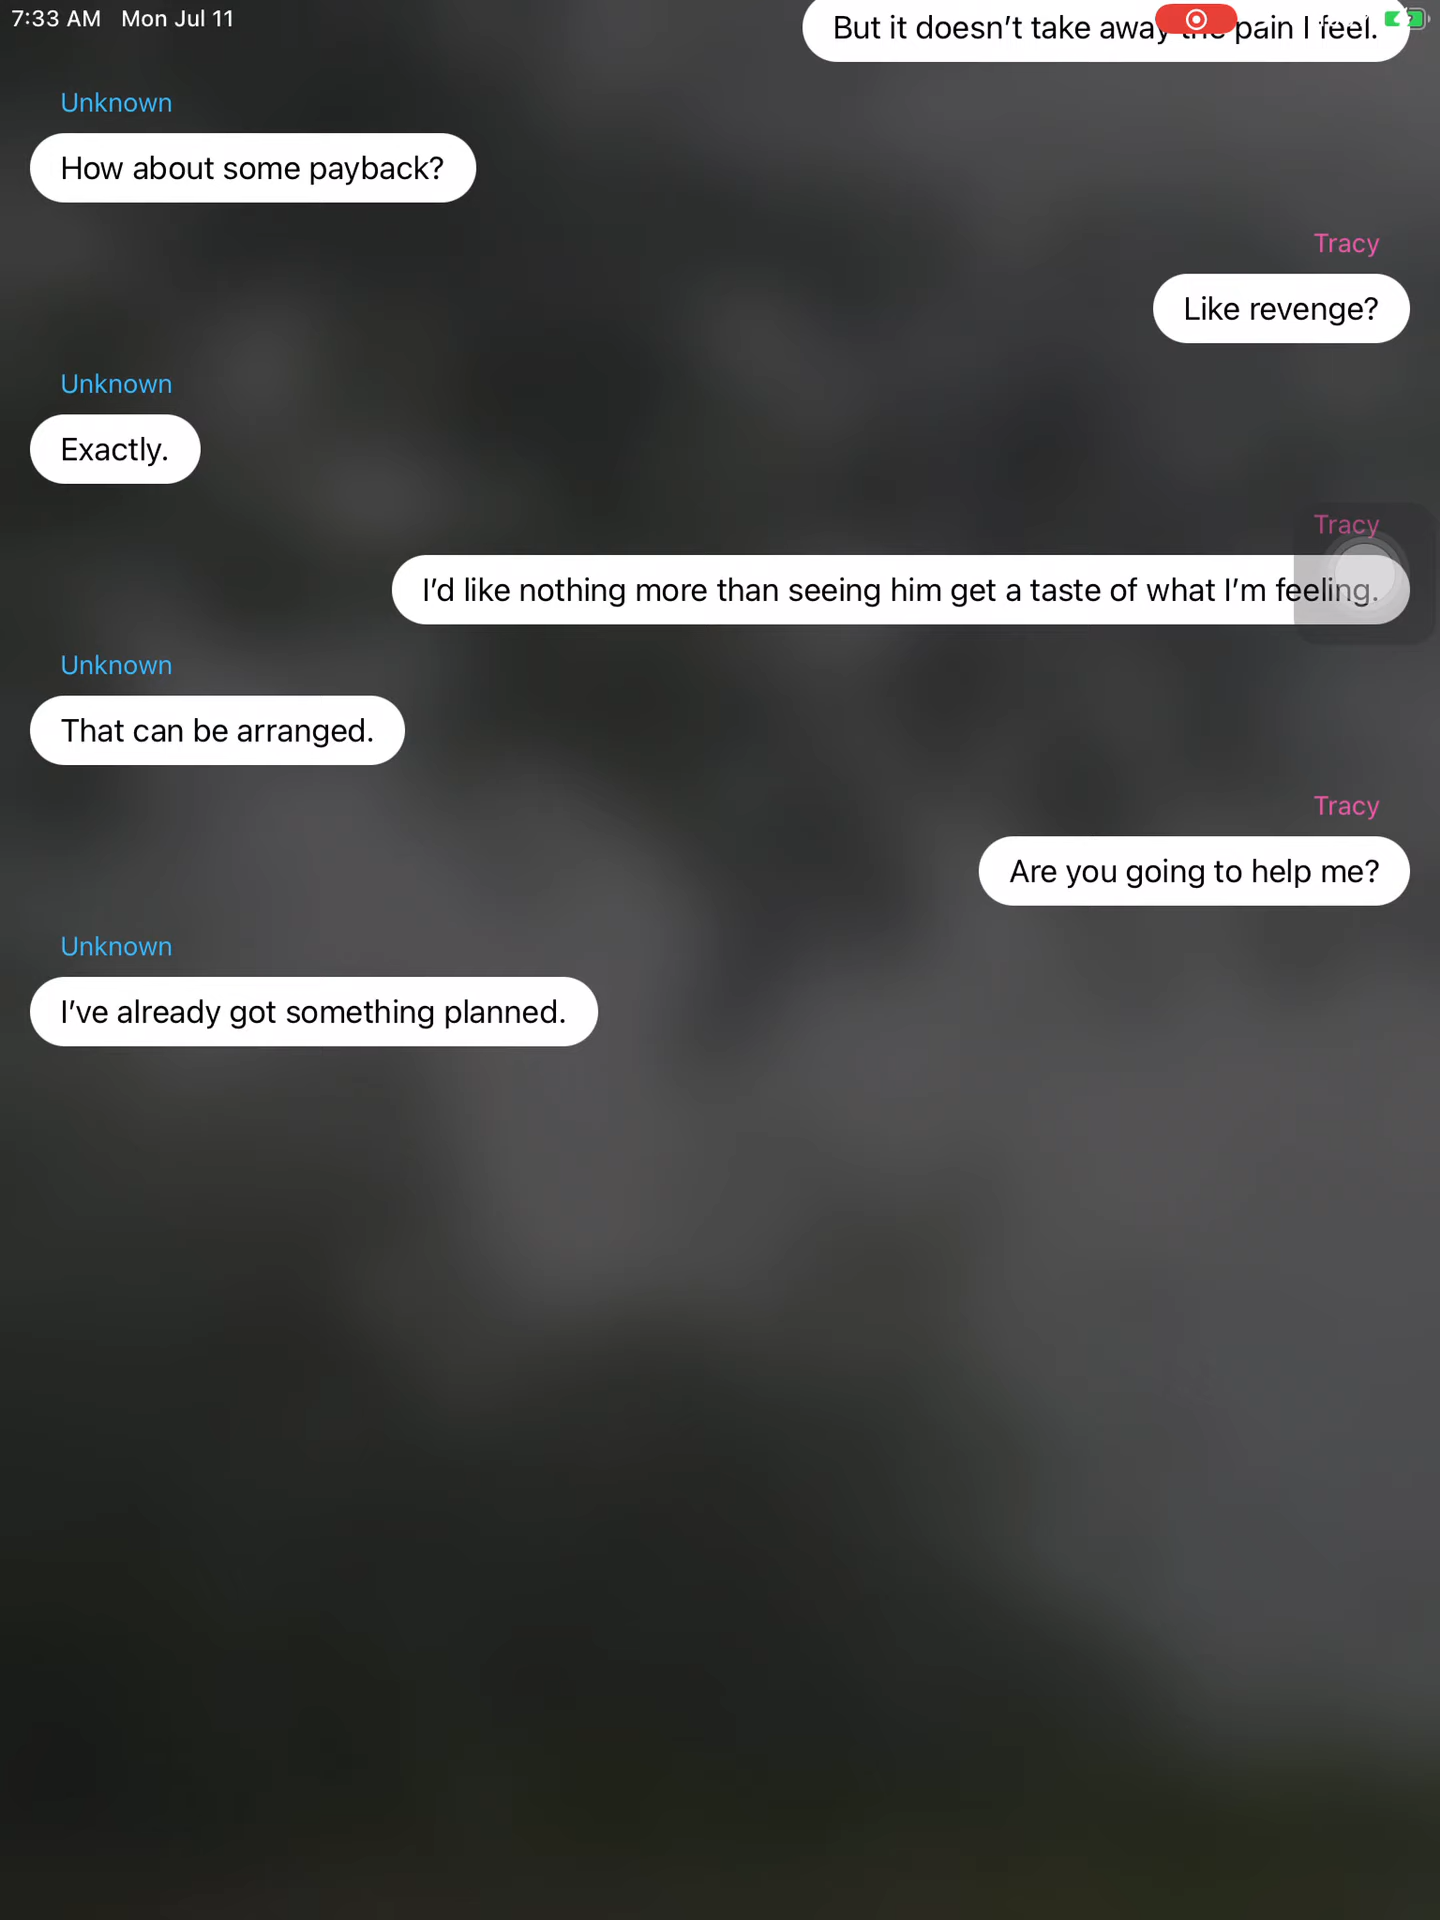 7:33 AM Mon Jul 11
But it doesn't take away the pain I feel.
Unknown
How about some payback?
Tracy
Like revenge?
Unknown
Exactly.
Tracy
I'd like nothing more than seeing him get a taste of what I'm feeling.
Unknown
That can be arranged.
Tracy
Are you going to help me?
Unknown
I've already got something planned.